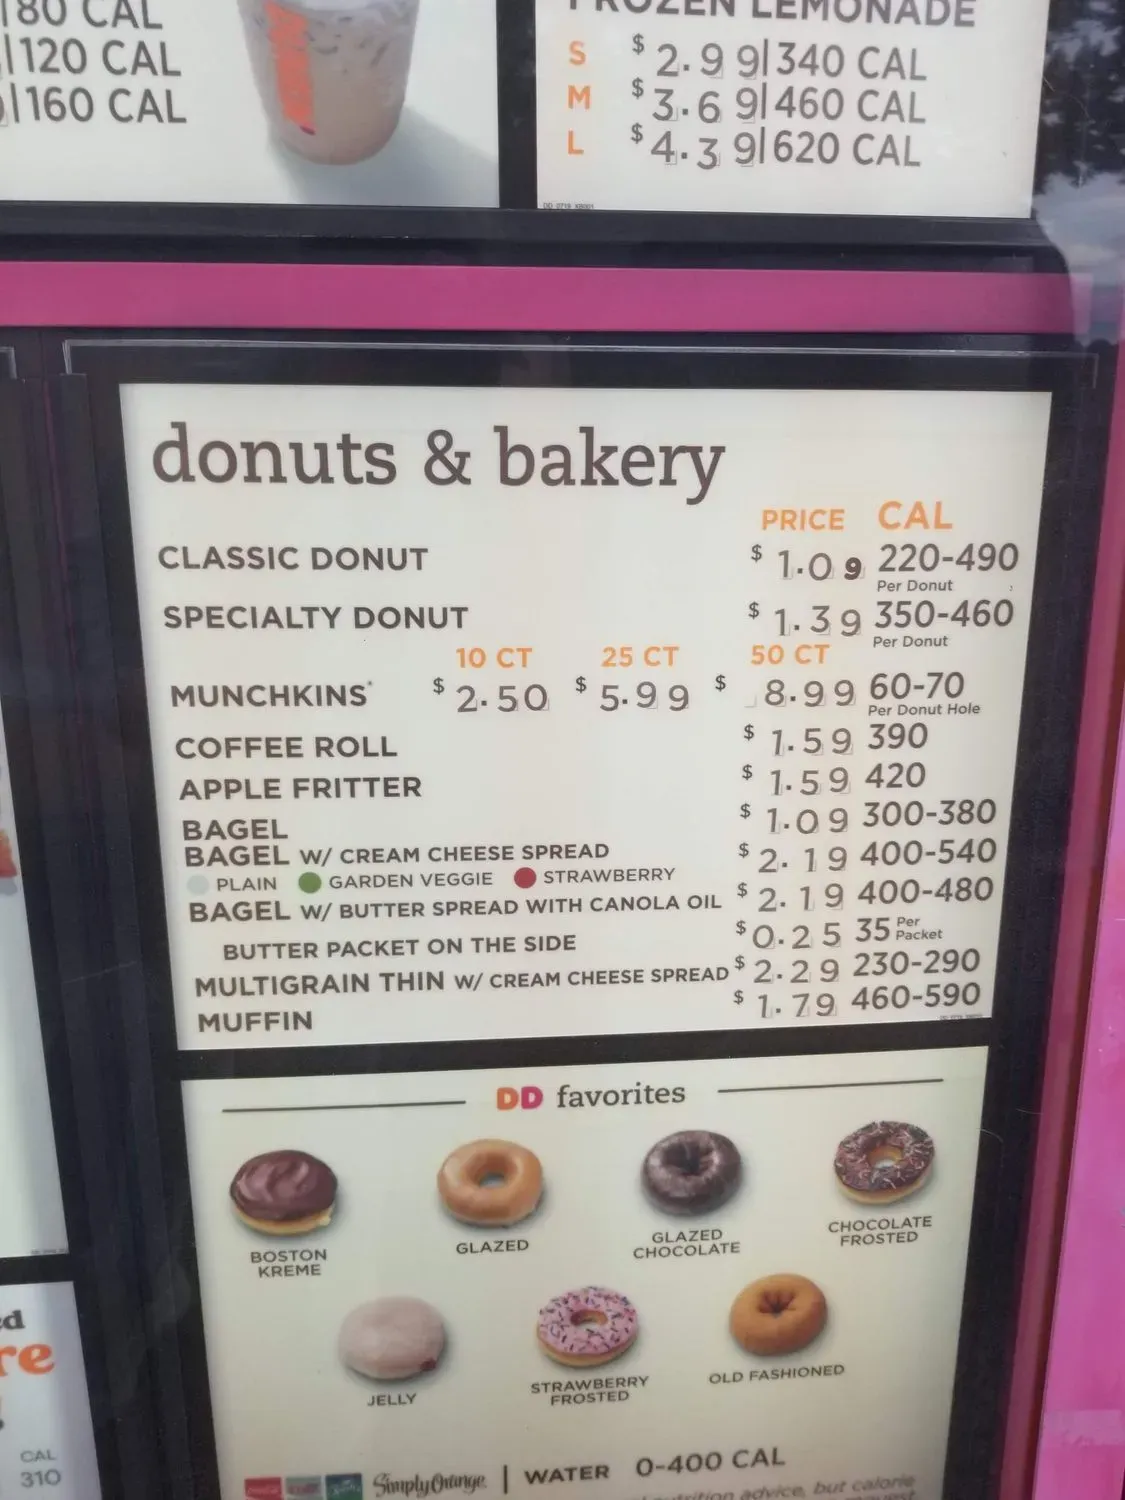 180 CAL
120 CAL
160 CAL
FROZEN LEMONADE
S $2.99 340 CAL
M $3.69 460 CAL
L $4.39 620 CAL
donuts & bakery
PRICE CAL
CLASSIC DONUT $1.09 220-490
Per Donut
SPECIALTY DONUT $1.39 350-460
Per Donut
10 CT 25 CT 50 CT
MUNCHKINS $2.50 $5.99 $8.99 60-70
Per Donut Hole
COFFEE ROLL $1.59 390
APPLE FRITTER $1.59 420
BAGEL $1.09 300-380
BAGEL W/ CREAM CHEESE SPREAD $2.19 400-540
PLAIN GARDEN VEGGIE STRAWBERRY
BAGEL W/ BUTTER SPREAD WITH CANOLA OIL $2.19 400-480
BUTTER PACKET ON THE SIDE $0.25 35 Per Packet
MULTIGRAIN THIN W/ CREAM CHEESE SPREAD $2.29 230-290
MUFFIN $1.79 460-590
DD favorites
BOSTON KREME
GLAZED
GLAZED CHOCOLATE
CHOCOLATE FROSTED
JELLY
STRAWBERRY FROSTED
OLD FASHIONED
CAL
310
Simply Orange | WATER 0-400 CAL
nutrition advice, but calorie